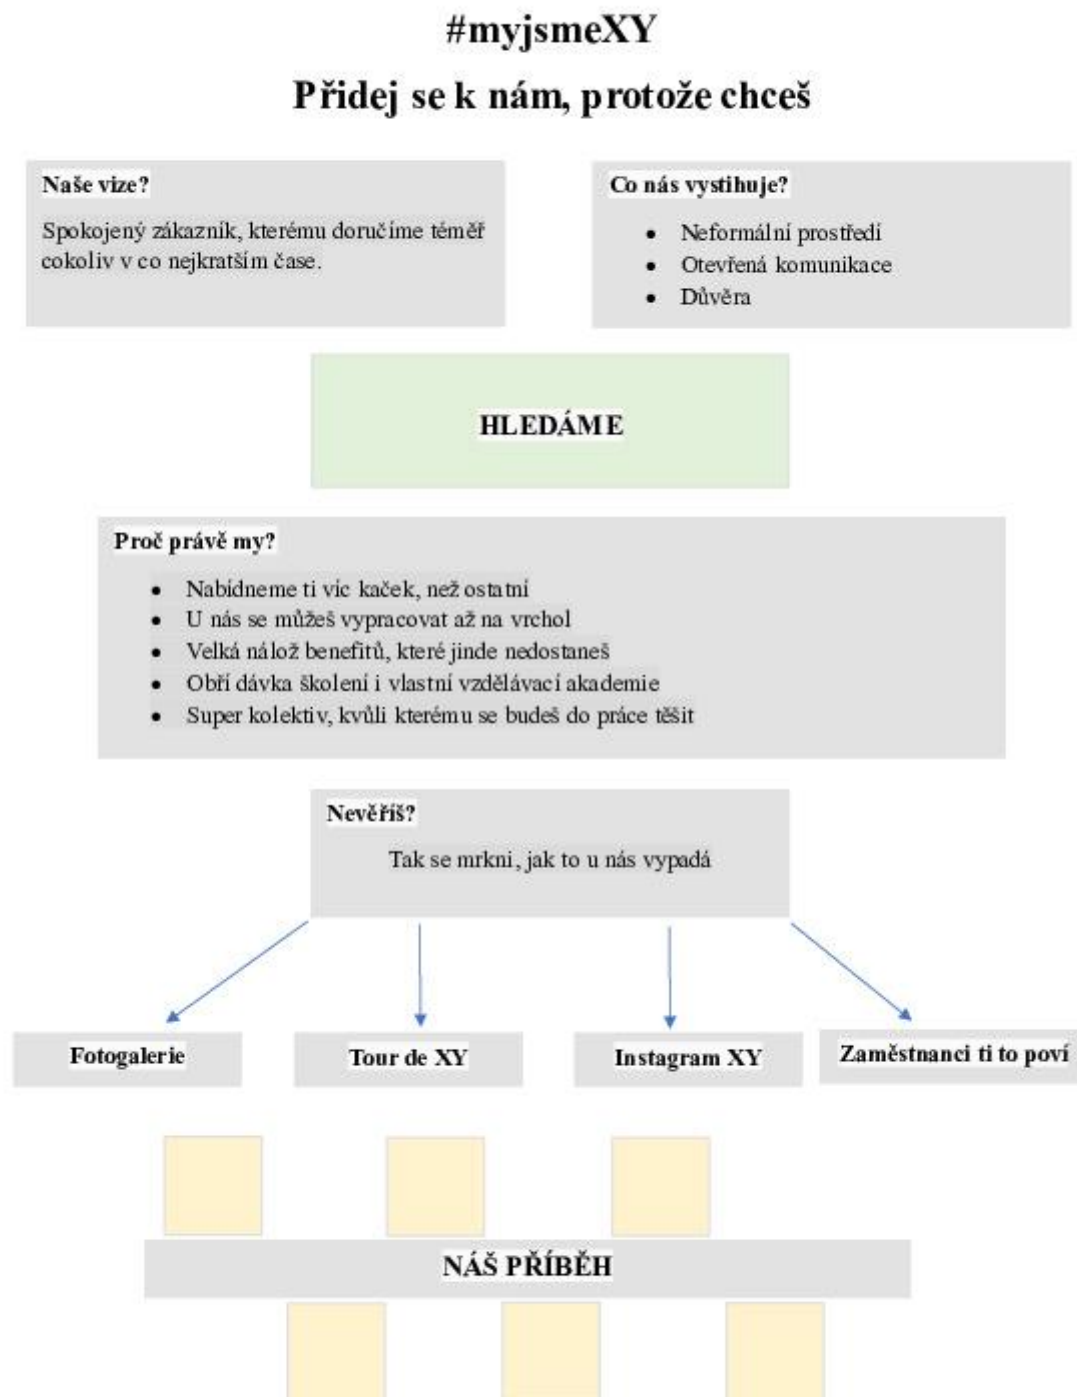 #myjsmeXY
Přidej se k nám, protože chceš
Naše vize?
Spokojený zákazník, kterému doručíme téměř
cokoliv v co nejkratším čase.
Co nás vystihuje?
• Neformální prostředí
• Otevřená komunikace
• Důvěra
HLEDÁME
Proč právě my?
• Nabídneme ti víc kaček, než ostatní
• U nás se můžeš vypracovat až na vrchol
• Velká nálož benefitů, které jinde nedostaneš
• Obří dávka školení i vlastní vzdělávací akademie
• Super kolektiv, kvůli kterému se budeš do práce těšit
Nevěříš?
Tak se mrkni, jak to u nás vypadá
Fotogalerie
Tour de XY
Instagram XY
Zaměstnanci ti to poví
NÁŠ PŘÍBĚH